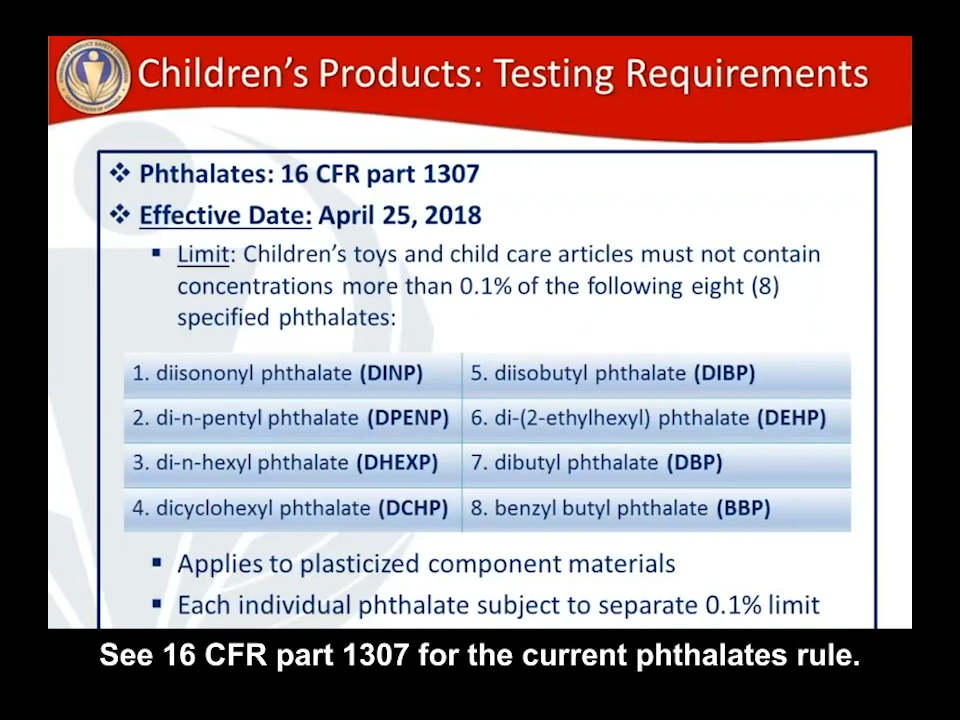 Children's Products: Testing Requirements
❖ Phthalates: 16 CFR part 1307
❖ Effective Date: April 25, 2018
▪ Limit: Children's toys and child care articles must not contain
concentrations more than 0.1% of the following eight (8)
specified phthalates:
1. diisononyl phthalate (DINP)
5. diisobutyl phthalate (DIBP)
2. di-n-pentyl phthalate (DPENP)
6. di-(2-ethylhexyl) phthalate (DEHP)
3. di-n-hexyl phthalate (DHEXP)
7. dibutyl phthalate (DBP)
4. dicyclohexyl phthalate (DCHP)
8. benzyl butyl phthalate (BBP)
▪ Applies to plasticized component materials
▪ Each individual phthalate subject to separate 0.1% limit
See 16 CFR part 1307 for the current phthalates rule.